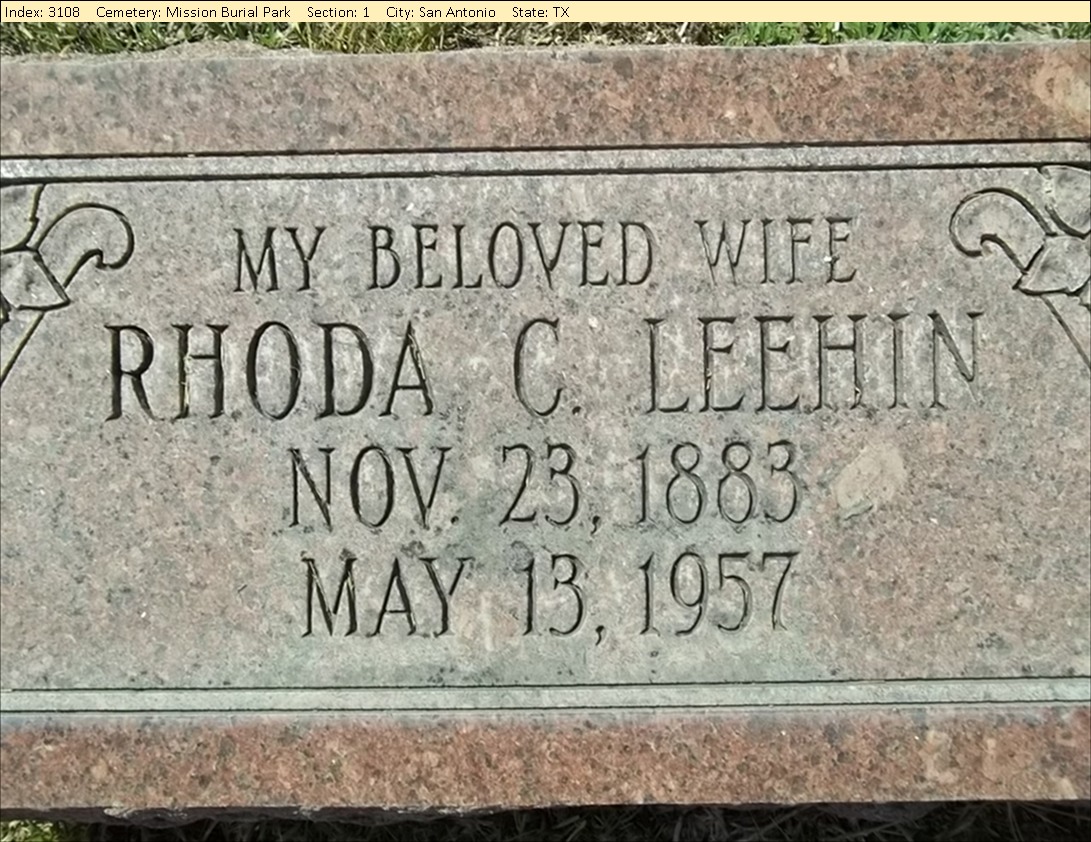 Index: 3108 Cemetery: Mission Burial Park Section: 1 City: San Antonio State: TX
MY BELOVED WIFE
RHODA C. LEEHIN
NOV. 23, 1883
MAY 13, 1957